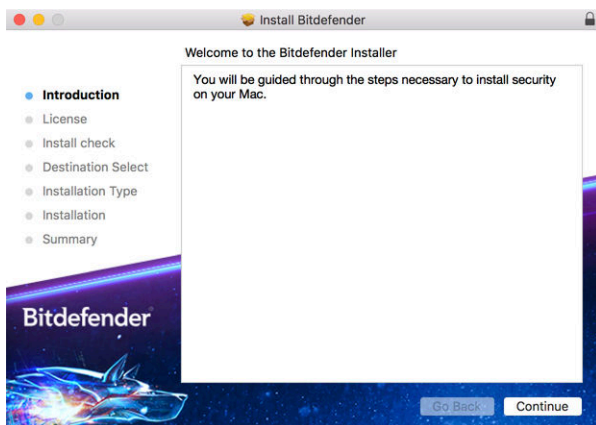 Install Bitdefender
Welcome to the Bitdefender Installer
You will be guided through the steps necessary to install security
on your Mac.
Introduction
License
Install check
Destination Select
Installation Type
Installation
Summary
Bitdefender
Go Back
Continue